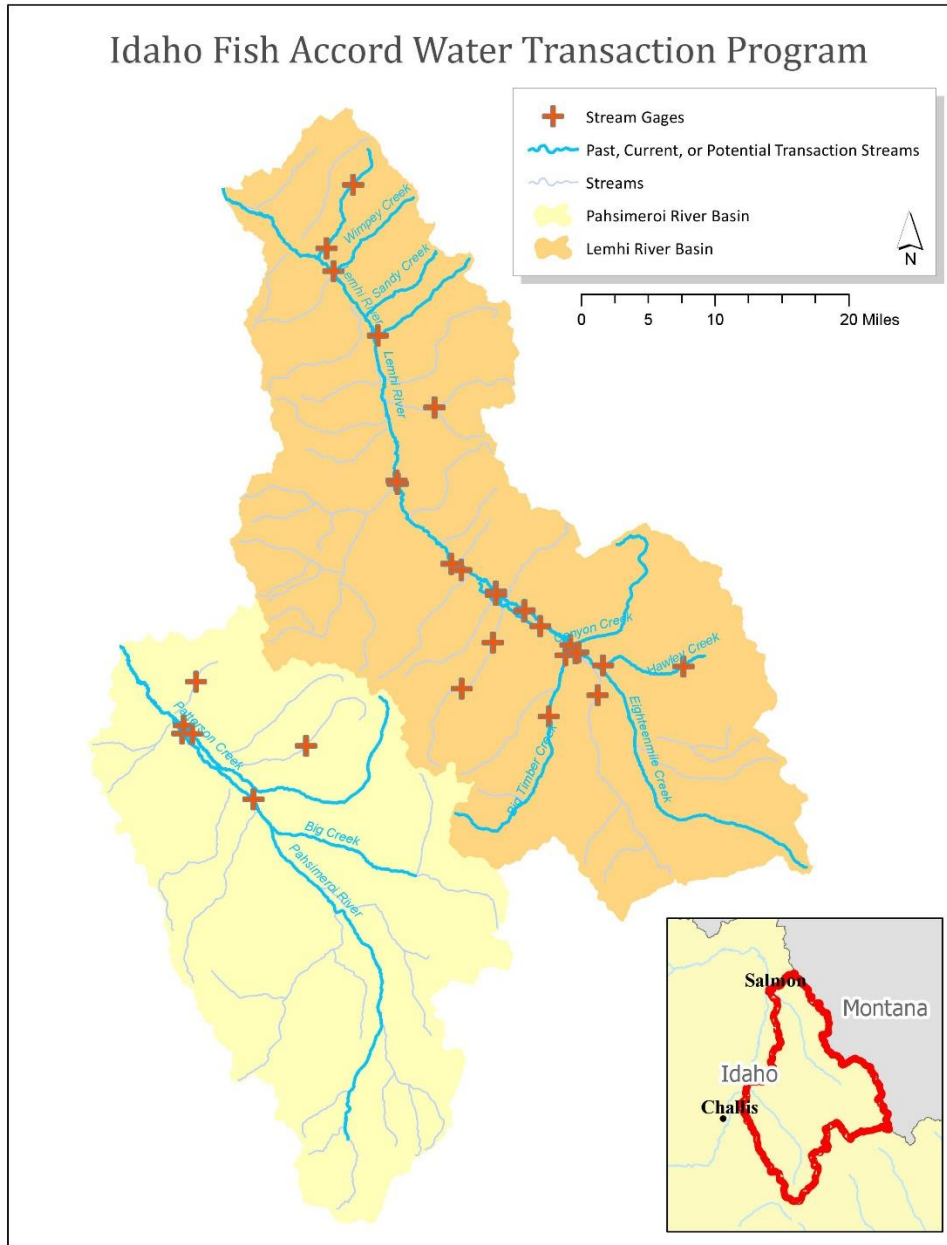 Idaho Fish Accord Water Transaction Program
Stream Gages
Past, Current, or Potential Transaction Streams
Streams
Pahsimeroi River Basin
Lemhi River Basin
N
0 5 10 20 Miles
Wimpey Creek
Lemhi River
Sandy Creek
Lemhi River
Canyon Creek
Hawley Creek
Eighteenmile Creek
Big Timber Creek
Patterson Creek
Big Creek
Pahsimeroi River
Salmon
Montana
Idaho
Challis